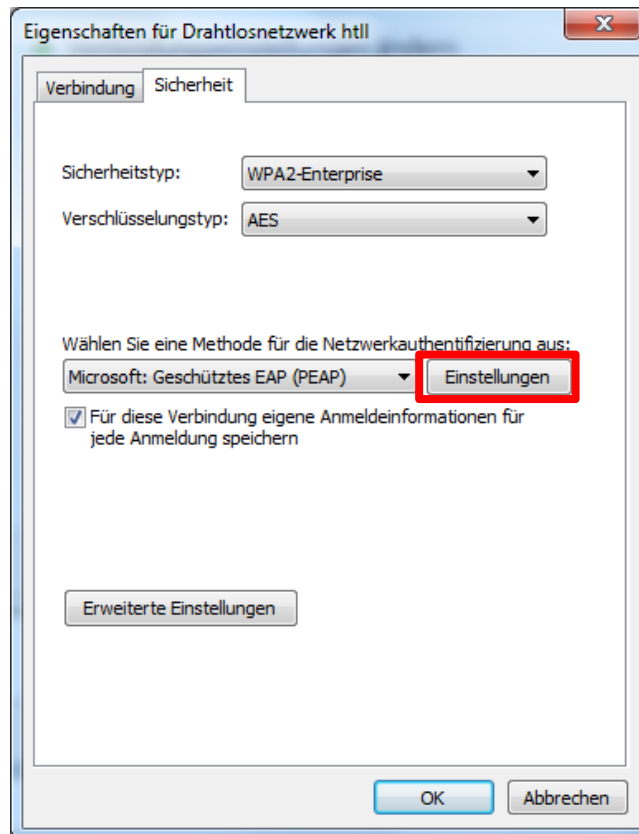 Eigenschaften für Drahtlosnetzwerk htll
Verbindung
Sicherheit
Sicherheitstyp:
WPA2-Enterprise
Verschlüsselungstyp:
AES
Wählen Sie eine Methode für die Netzwerkauthentifizierung aus:
Microsoft: Geschütztes EAP (PEAP)
Einstellungen
Für diese Verbindung eigene Anmeldeinformationen für
jede Anmeldung speichern
Erweiterte Einstellungen
OK
Abbrechen